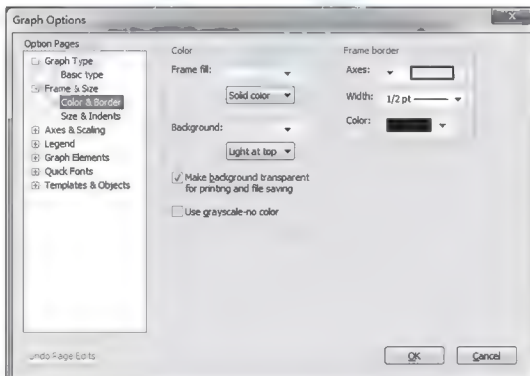 Graph Options
Option Pages
Graph Type
Basic type
Frame & Size
Color & Border
Size & Indents
Axes & Scaling
Legend
Graph Elements
Quick Fonts
Templates & Objects
Color
Frame fill:
Solid color
Background:
Light at top
Make background transparent
for printing and file saving
Use grayscale-no color
Frame border
Axes:
Width: 1/2 pt
Color:
Undo Page Edits
OK Cancel